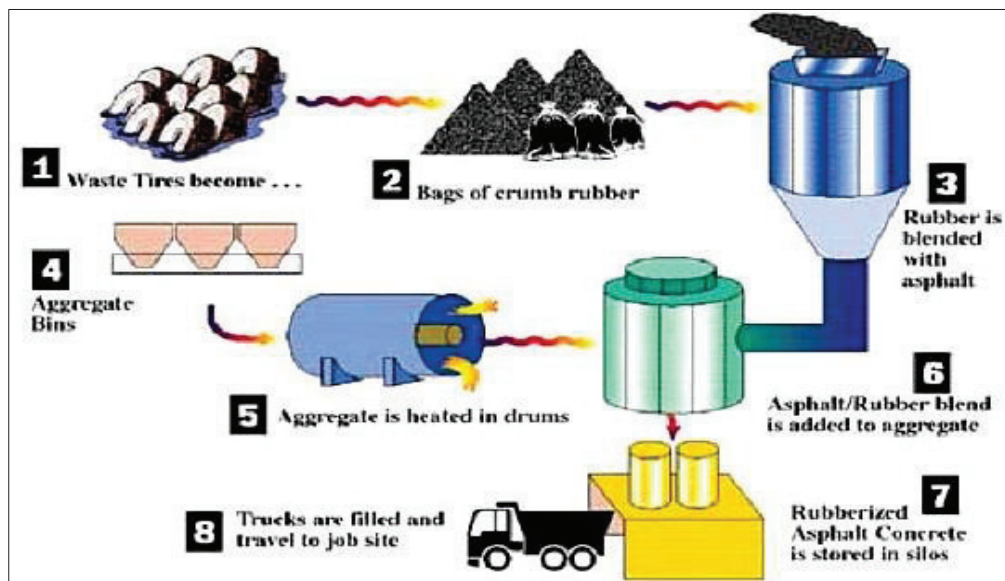 1 Waste Tires become . . .
2 Bags of crumb rubber
3
Rubber is
blended
with
asphalt
4
Aggregate
Bins
5 Aggregate is heated in drums
6
Asphalt/Rubber blend
is added to aggregate
7
Rubberized
Asphalt Concrete
is stored in silos
8 Trucks are filled and
travel to job site